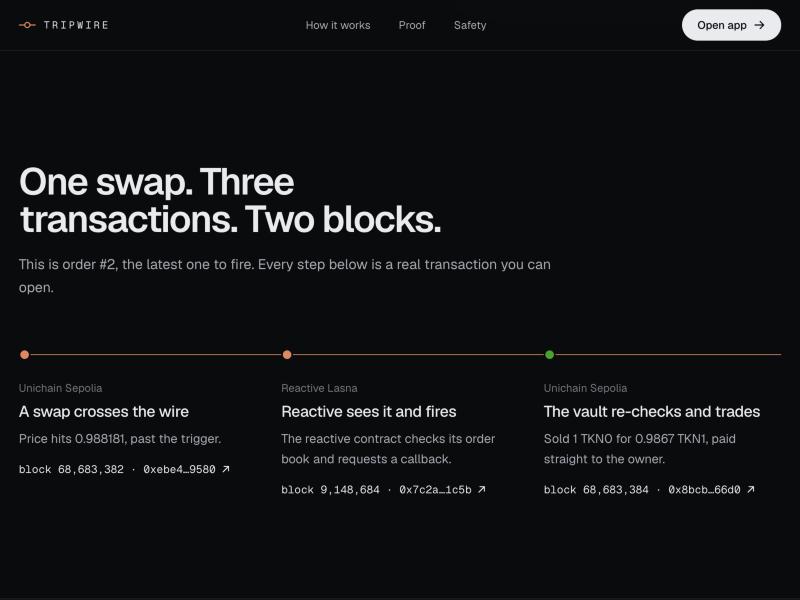 TRIPWIRE
How it works
Proof
Safety
Open app →
One swap. Three
transactions. Two blocks.
This is order #2, the latest one to fire. Every step below is a real transaction you can
open.
Unichain Sepolia
A swap crosses the wire
Price hits 0.988181, past the trigger.
block 68,683,382 · 0xebe4…9580 ↗
Reactive Lasna
Reactive sees it and fires
The reactive contract checks its order
book and requests a callback.
block 9,148,684 · 0x7c2a…1c5b ↗
Unichain Sepolia
The vault re-checks and trades
Sold 1 TKN0 for 0.9867 TKN1, paid
straight to the owner.
block 68,683,384 · 0x8bcb…66d0 ↗